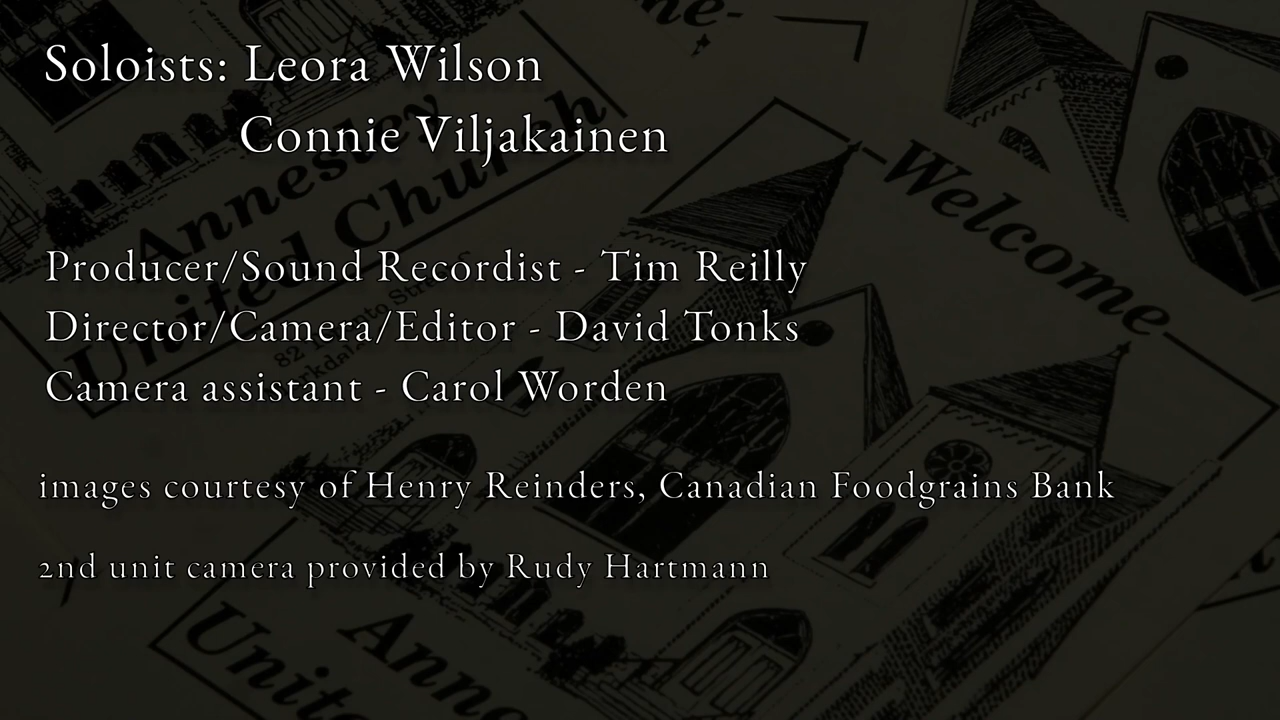 Soloists: Leora Wilson
Connie Viljakainen
Producer/Sound Recordist - Tim Reilly
Director/Camera/Editor - David Tonks
Camera assistant - Carol Worden
images courtesy of Henry Reinders, Canadian Foodgrains Bank
2nd unit camera provided by Rudy Hartmann
Annesley
United Church
-Welcome-